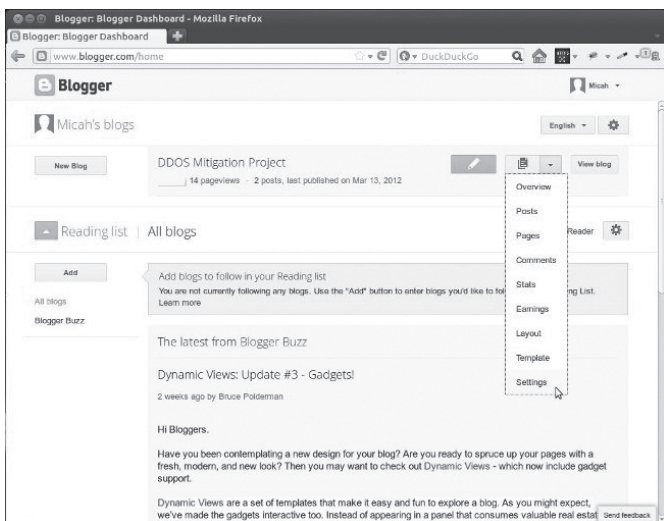 Blogger: Blogger Dashboard - Mozilla Firefox
Blogger: Blogger Dashboard
www.blogger.com/home
DuckDuckGo
Blogger
Micah
Micah's blogs
English
New Blog
DDOS Mitigation Project
View blog
14 pageviews - 2 posts, last published on Mar 13, 2012
Overview
Posts
Pages
Comments
Stats
Earnings
Layout
Template
Settings
Reading list
All blogs
Reader
Add
All blogs
Blogger Buzz
Add blogs to follow in your Reading list
You are not currently following any blogs. Use the "Add" button to enter blogs you'd like to fol ng List.
Learn more
The latest from Blogger Buzz
Dynamic Views: Update #3 - Gadgets!
2 weeks ago by Bruce Polderman
Hi Bloggers.
Have you been contemplating a new design for your blog? Are you ready to spruce up your pages with a
fresh, modern, and new look? Then you may want to check out Dynamic Views - which now include gadget
support.
Dynamic Views are a set of templates that make it easy and fun to explore a blog. As you might expect,
we've made the gadgets interactive too. Instead of appearing in a panel that consumes valuable real estat
Send feedback